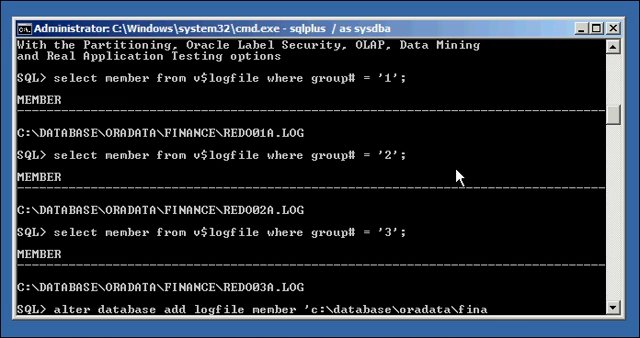 Administrator: C:\Windows\system32\cmd.exe - sqlplus / as sysdba
With the Partitioning, Oracle Label Security, OLAP, Data Mining
and Real Application Testing options
SQL> select member from v$logfile where group# = '1';
MEMBER
--------------------------------------------------------------------------------
C:\DATABASE\ORADATA\FINANCE\REDO01A.LOG
SQL> select member from v$logfile where group# = '2';
MEMBER
--------------------------------------------------------------------------------
C:\DATABASE\ORADATA\FINANCE\REDO02A.LOG
SQL> select member from v$logfile where group# = '3';
MEMBER
--------------------------------------------------------------------------------
C:\DATABASE\ORADATA\FINANCE\REDO03A.LOG
SQL> alter database add logfile member 'c:\database\oradata\fina